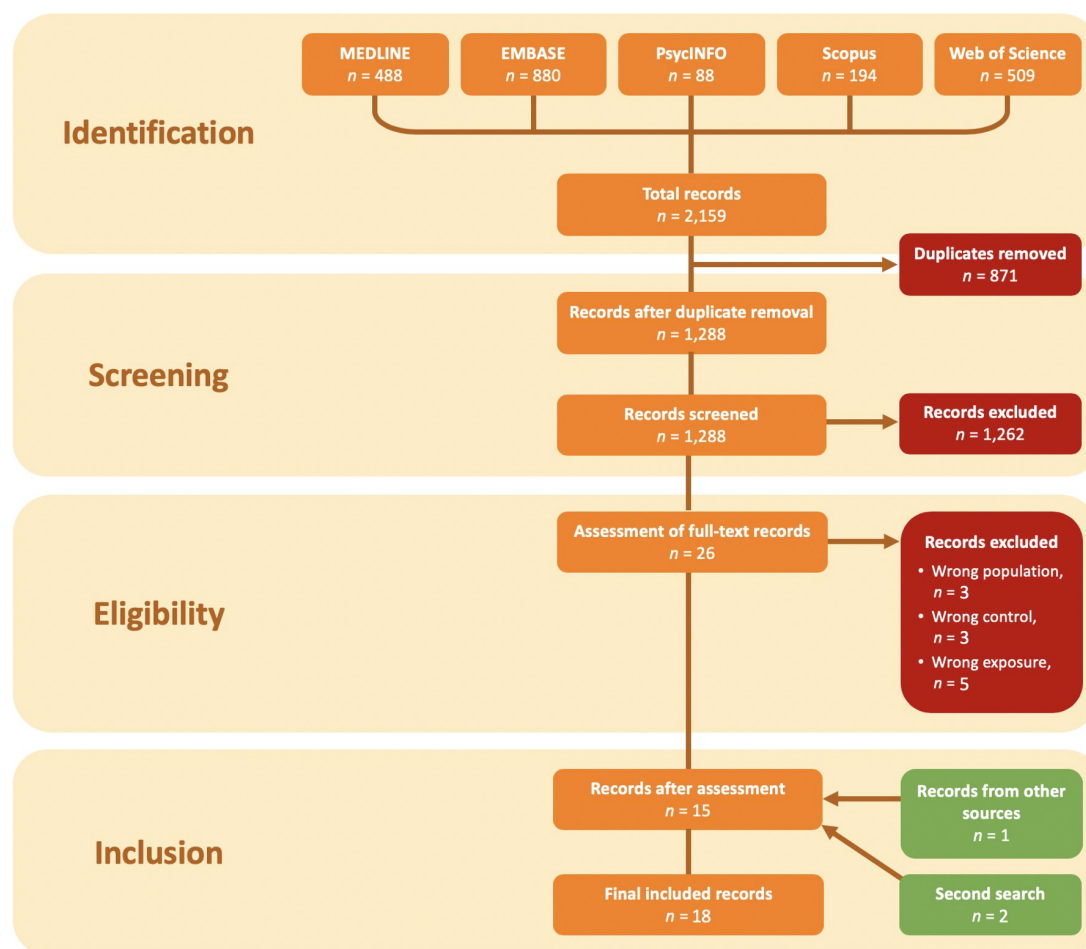 MEDLINE
n = 488
EMBASE
n = 880
PsycINFO
n = 88
Scopus
n = 194
Web of Science
n = 509
Identification
Total records
n = 2,159
Duplicates removed
n = 871
Records after duplicate removal
n = 1,288
Screening
Records screened
n = 1,288
Records excluded
n = 1,262
Assessment of full-text records
n = 26
Records excluded
• Wrong population,
n = 3
• Wrong control,
n = 3
• Wrong exposure,
n = 5
Eligibility
Records after assessment
n = 15
Records from other
sources
n = 1
Inclusion
Final included records
n = 18
Second search
n = 2